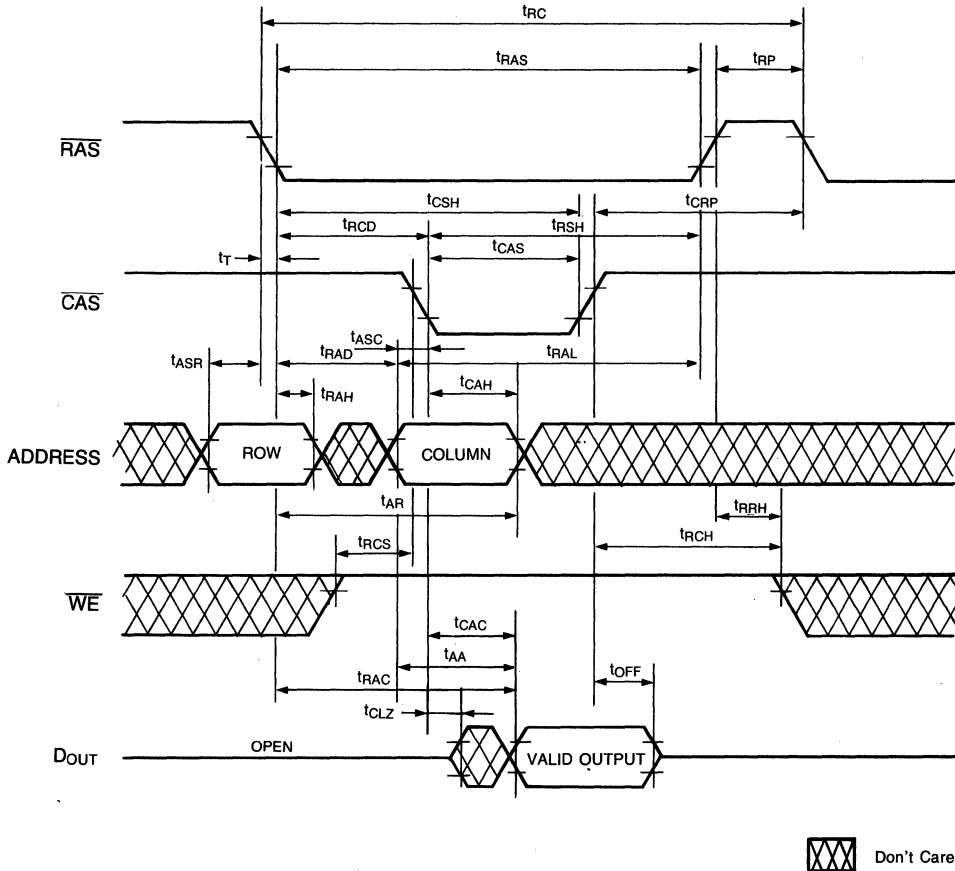 tRC
tRAS
tRP
RAS
tCSH
tCRP
tRCD
tRSH
tCAS
tT
CAS
tASC
tASR
tRAD
tRAL
tRAH
tCAH
ADDRESS
ROW
COLUMN
tAR
tRRH
tRCS
tRCH
WE
tCAC
tAA
tOFF
tRAC
tCLZ
DOUT
OPEN
VALID OUTPUT
Don't Care